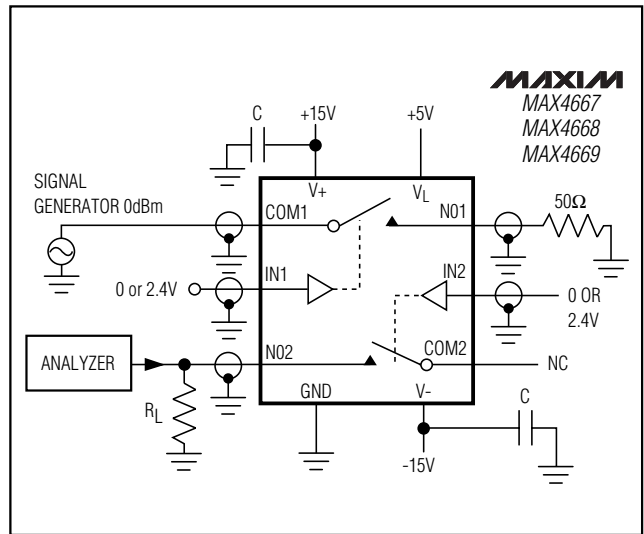 MAXIM
MAX4667
MAX4668
MAX4669
C
+15V
+5V
SIGNAL
GENERATOR 0dBm
V+
VL
50Ω
COM1
N01
IN1
IN2
0 or 2.4V
0 OR
2.4V
ANALYZER
N02
COM2
NC
RL
GND
V-
C
-15V